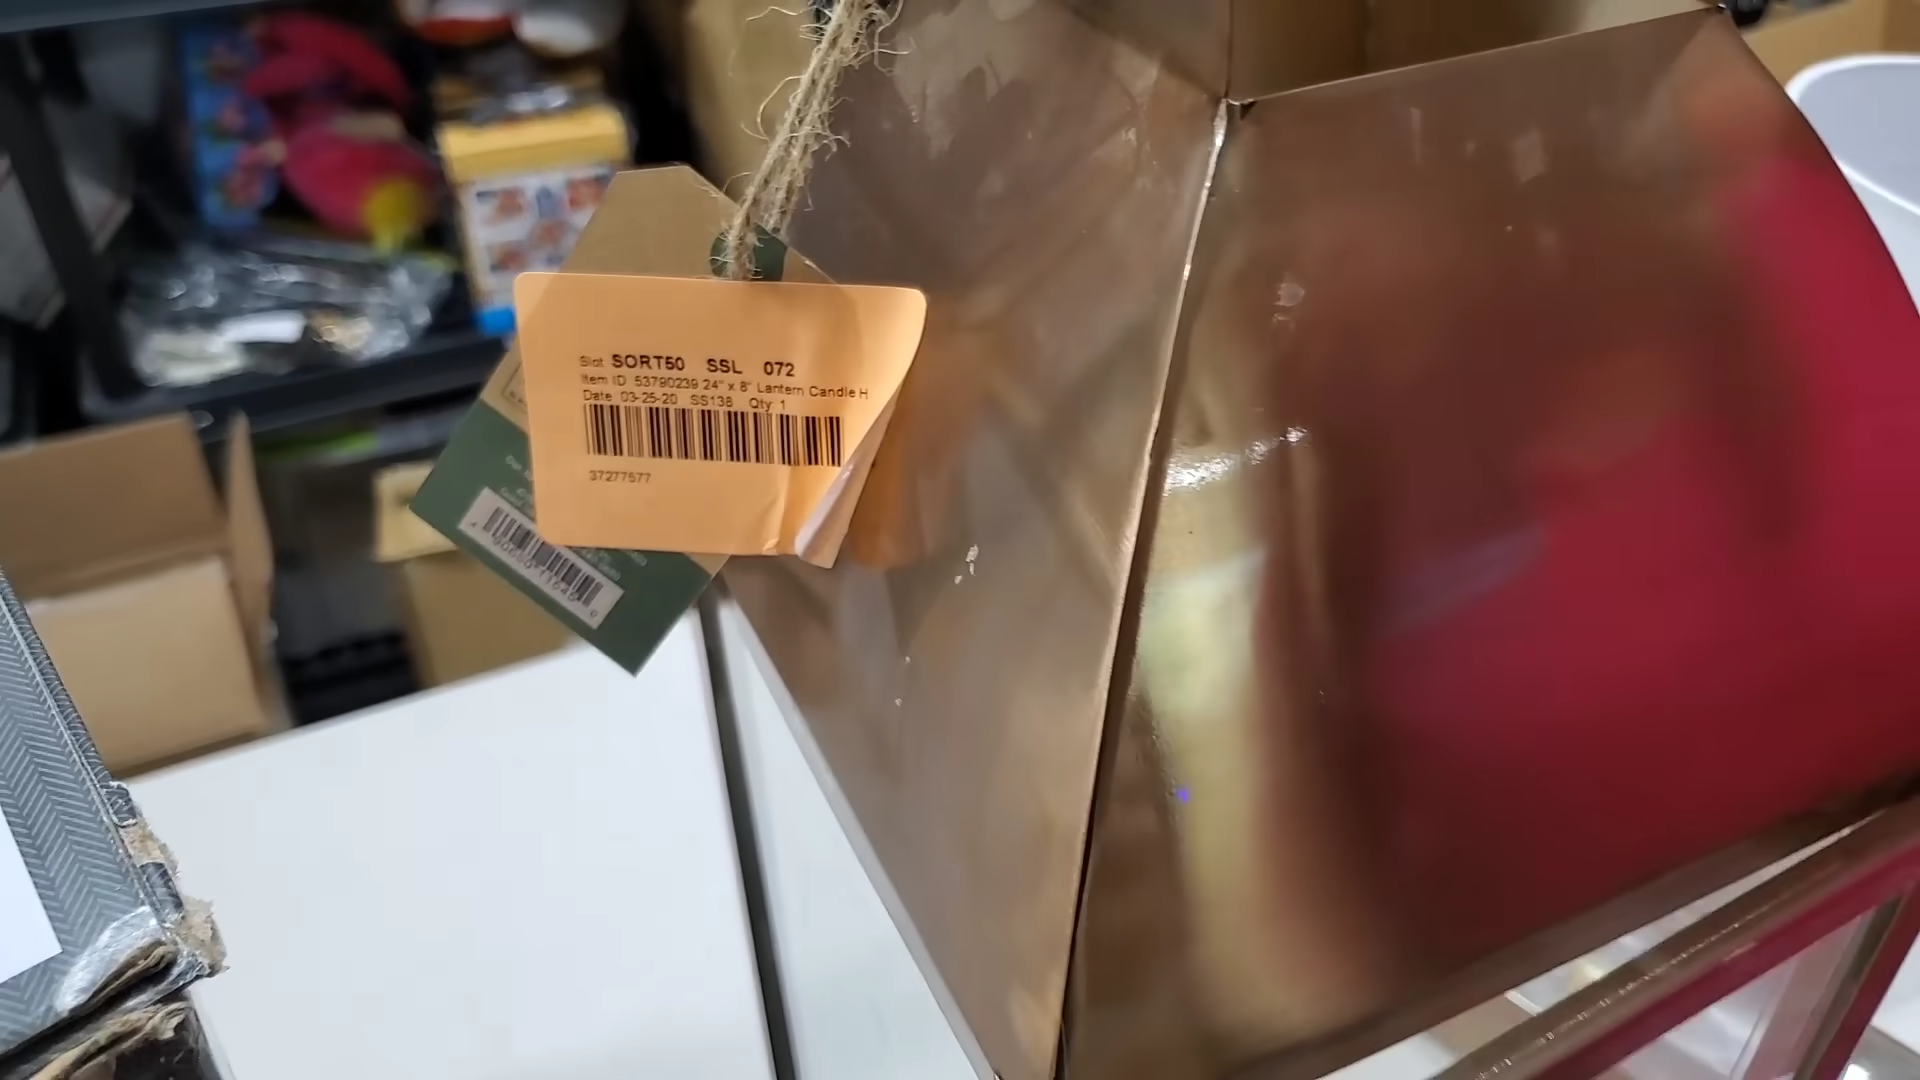 Slot SORT50 SSL 072
Item ID 53790239 24" x 8" Lantern Candle H
Date 03-25-20 SS138 Qty 1
37277577